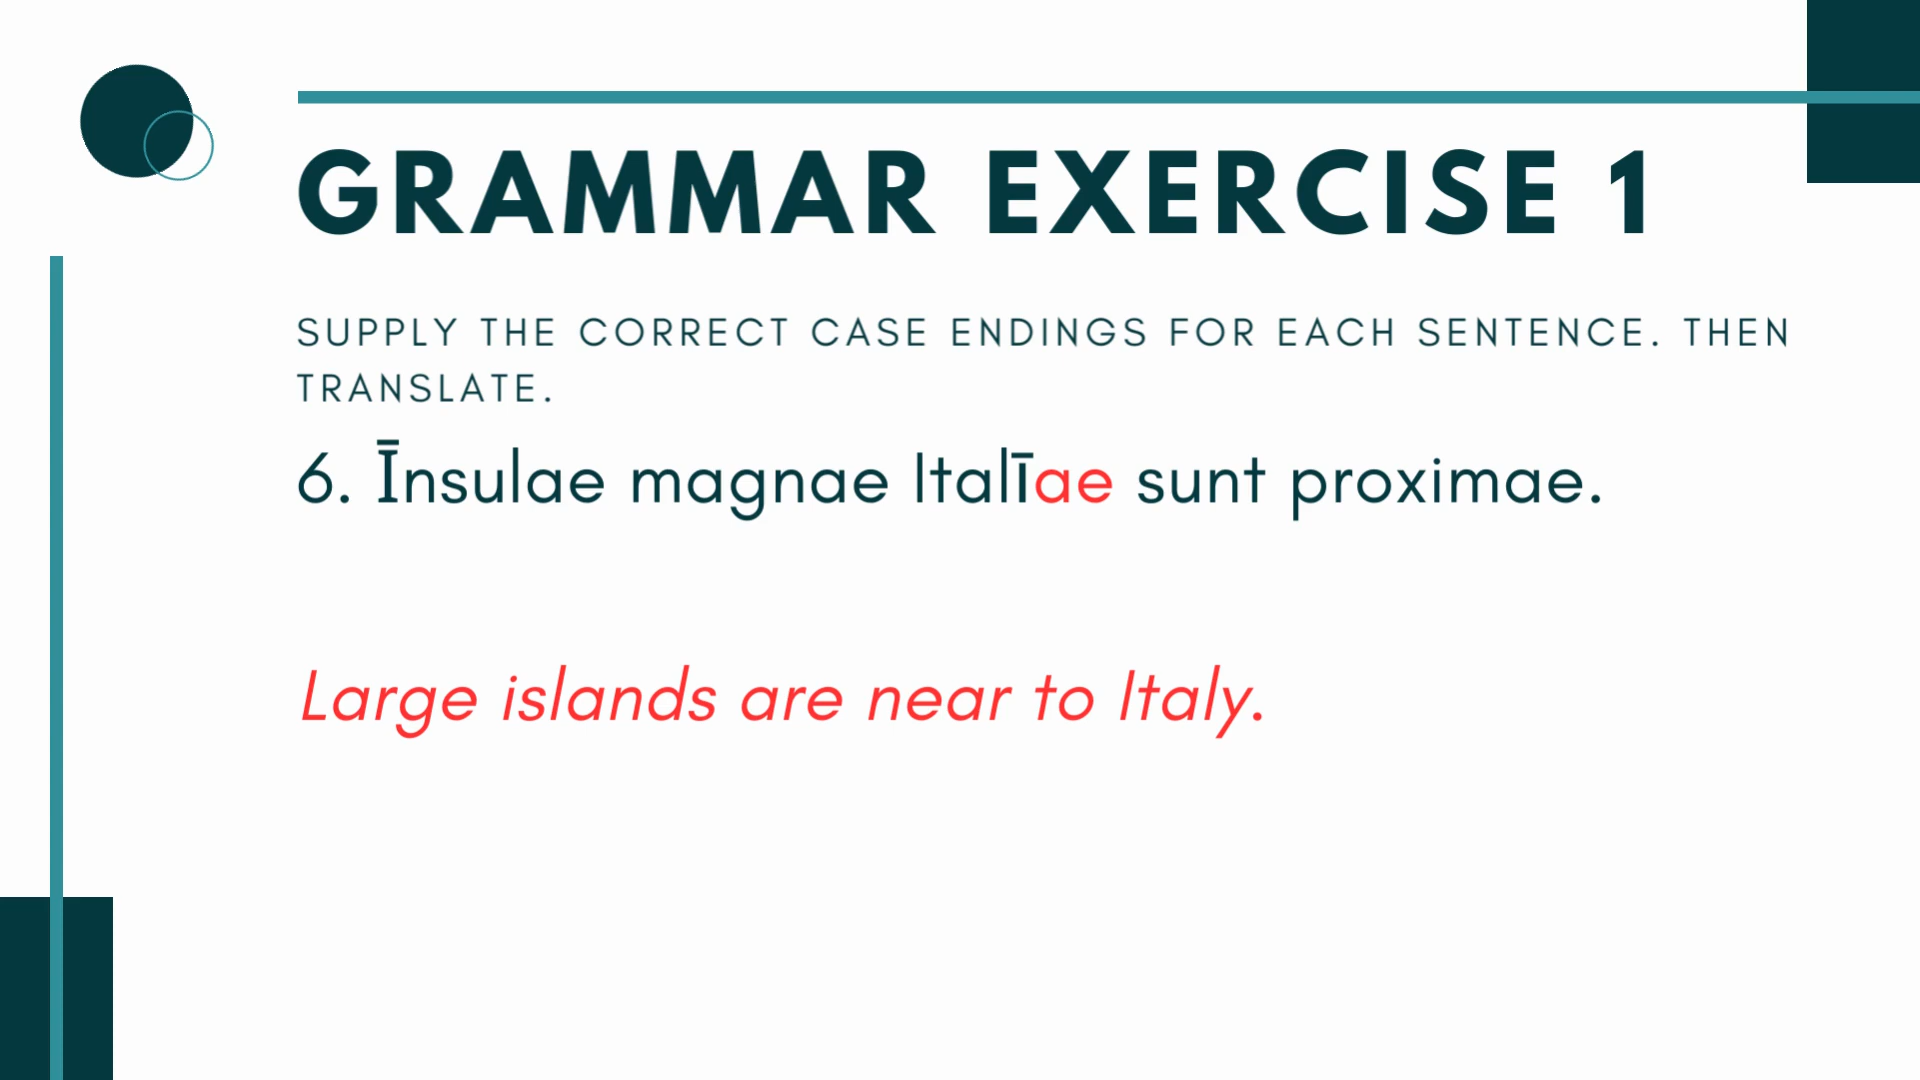 GRAMMAR EXERCISE 1
SUPPLY THE CORRECT CASE ENDINGS FOR EACH SENTENCE. THEN
TRANSLATE.
6. Īnsulae magnae Italīae sunt proximae.
Large islands are near to Italy.